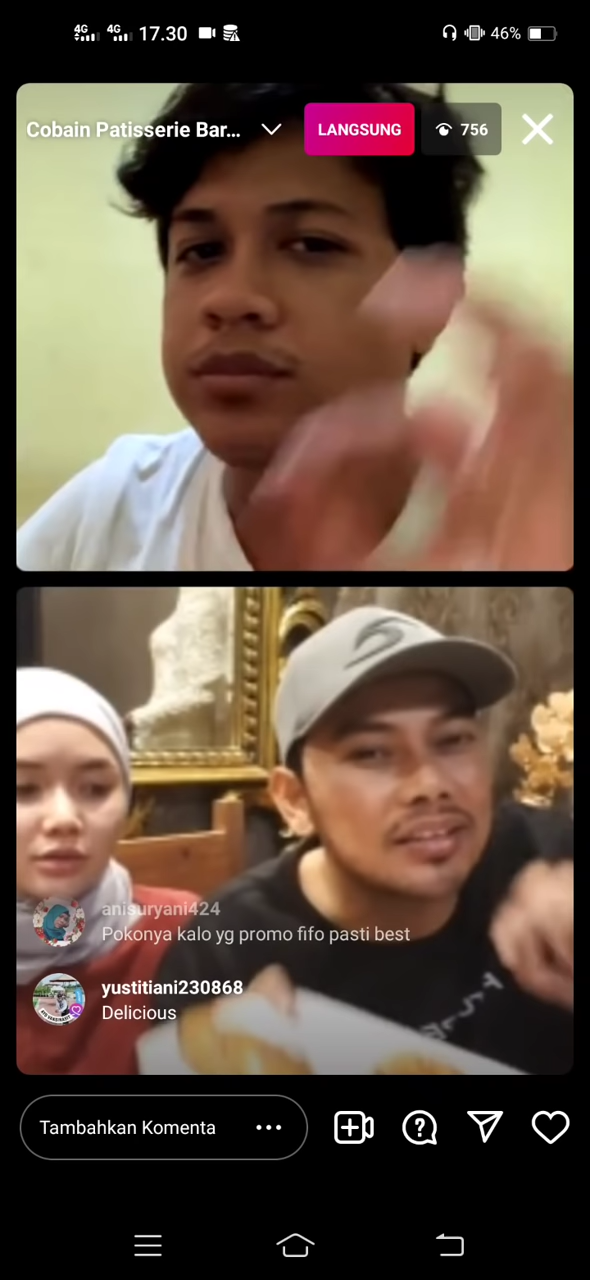 4G 4G 17.30 46%
Cobain Patisserie Bar... LANGSUNG 756
anisuryani424
Pokonya kalo yg promo fifo pasti best
yustitiani230868
Delicious
Tambahkan Komenta